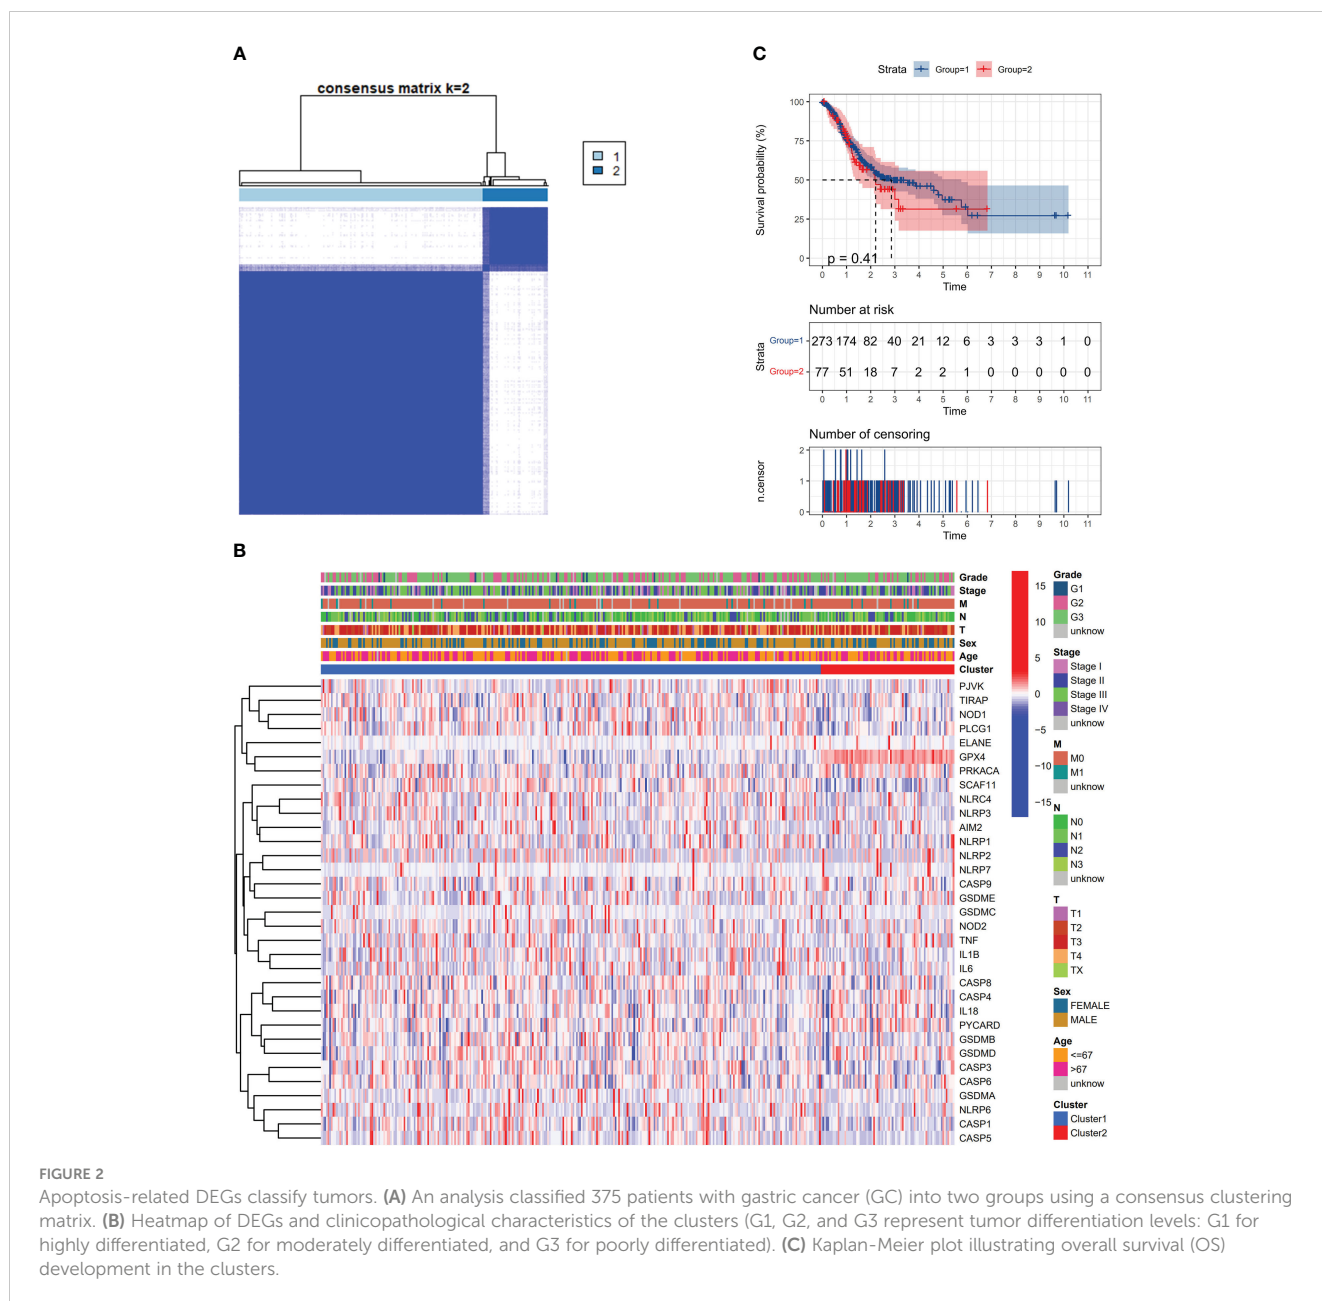 A
consensus matrix k=2
1
2
C
Strata Group=1 Group=2
Survival probability (%)
100
75
50
25
0
p = 0.41
0 1 2 3 4 5 6 7 8 9 10 11
Time
Number at risk
Strata
Group=1 273 174 82 40 21 12 6 3 3 3 1 0
Group=2 77 51 18 7 2 2 1 0 0 0 0 0
0 1 2 3 4 5 6 7 8 9 10 11
Time
Number of censoring
n.censor
2
1
0
0 1 2 3 4 5 6 7 8 9 10 11
Time
B
Grade
Stage
M
N
T
Sex
Age
Cluster
PJVK
TIRAP
NOD1
PLCG1
ELANE
GPX4
PRKACA
SCAF11
NLRC4
NLRP3
AIM2
NLRP1
NLRP2
NLRP7
CASP9
GSDME
GSDMC
NOD2
TNF
IL1B
IL6
CASP8
CASP4
IL18
PYCARD
GSDMB
GSDMD
CASP3
CASP6
GSDMA
NLRP6
CASP1
CASP5
15
10
5
0
−5
−10
−15
Grade
G1
G2
G3
unknow
Stage
Stage I
Stage II
Stage III
Stage IV
unknow
M
M0
M1
unknow
N
N0
N1
N2
N3
unknow
T
T1
T2
T3
T4
TX
Sex
FEMALE
MALE
Age
<=67
>67
unknow
Cluster
Cluster1
Cluster2
FIGURE 2
Apoptosis-related DEGs classify tumors. (A) An analysis classified 375 patients with gastric cancer (GC) into two groups using a consensus clustering
matrix. (B) Heatmap of DEGs and clinicopathological characteristics of the clusters (G1, G2, and G3 represent tumor differentiation levels: G1 for
highly differentiated, G2 for moderately differentiated, and G3 for poorly differentiated). (C) Kaplan-Meier plot illustrating overall survival (OS)
development in the clusters.